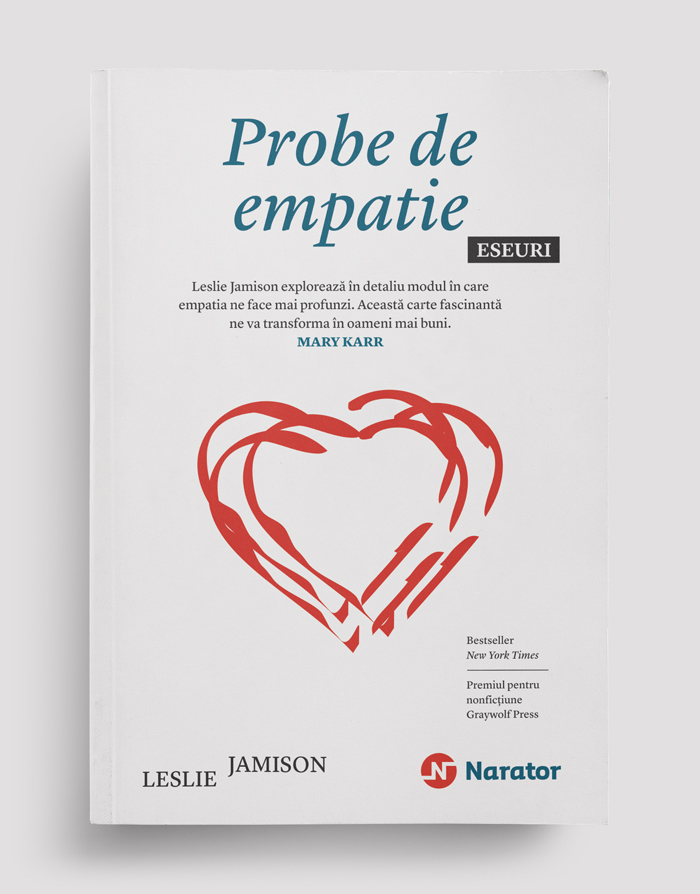 Probe de
empatie
ESEURI
Leslie Jamison explorează în detaliu modul în care
empatia ne face mai profunzi. Această carte fascinantă
ne va transforma în oameni mai buni.
MARY KARR
Bestseller
New York Times
Premiul pentru
nonficțiune
Graywolf Press
LESLIE JAMISON
N Narator